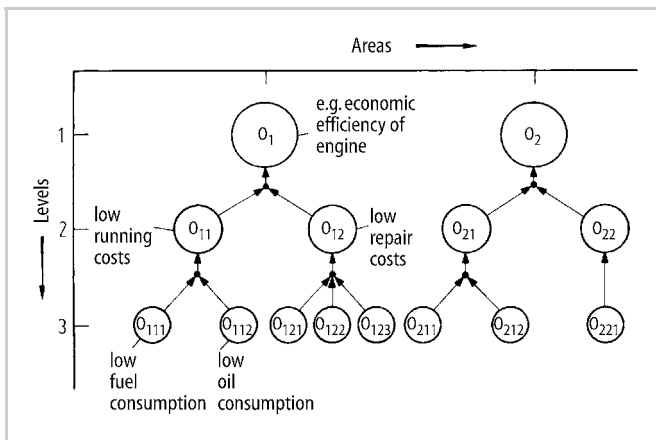 Areas
Levels
1
2
3
O1
e.g. economic
efficiency of
engine
O2
low
running
costs
O11
O12
low
repair
costs
O21
O22
O111
O112
O121
O122
O123
O211
O212
O221
low
fuel
consumption
low
oil
consumption